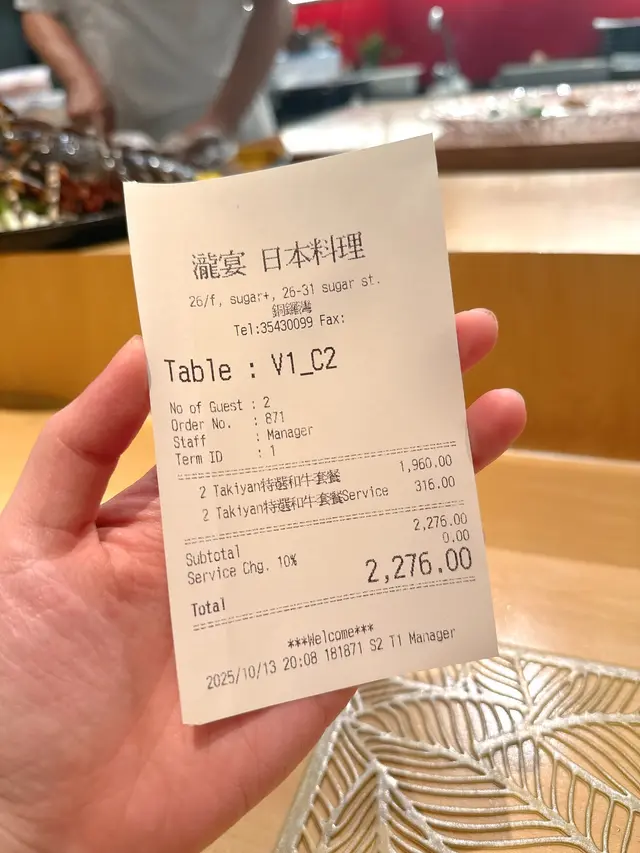 瀧宴 日本料理
26/f, sugar+, 26-31 sugar st.
銅鑼灣
Tel:35430099 Fax:
Table : V1_C2
No of Guest : 2
Order No. : 871
Staff : Manager
Term ID : 1
2 Takiyan特選和牛套餐 1,960.00
2 Takiyan特選和牛套餐Service 316.00
Subtotal 2,276.00
Service Chg. 10% 0.00
Total 2,276.00
***Welcome***
2025/10/13 20:08 181871 S2 T1 Manager